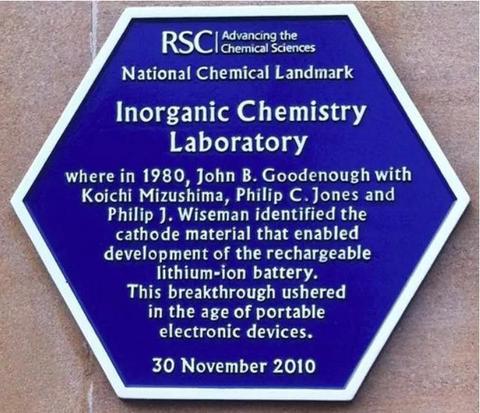 RSC | Advancing the
Chemical Sciences
National Chemical Landmark
Inorganic Chemistry
Laboratory
where in 1980, John B. Goodenough with
Koichi Mizushima, Philip C. Jones and
Philip J. Wiseman identified the
cathode material that enabled
development of the rechargeable
lithium-ion battery.
This breakthrough ushered
in the age of portable
electronic devices.
30 November 2010